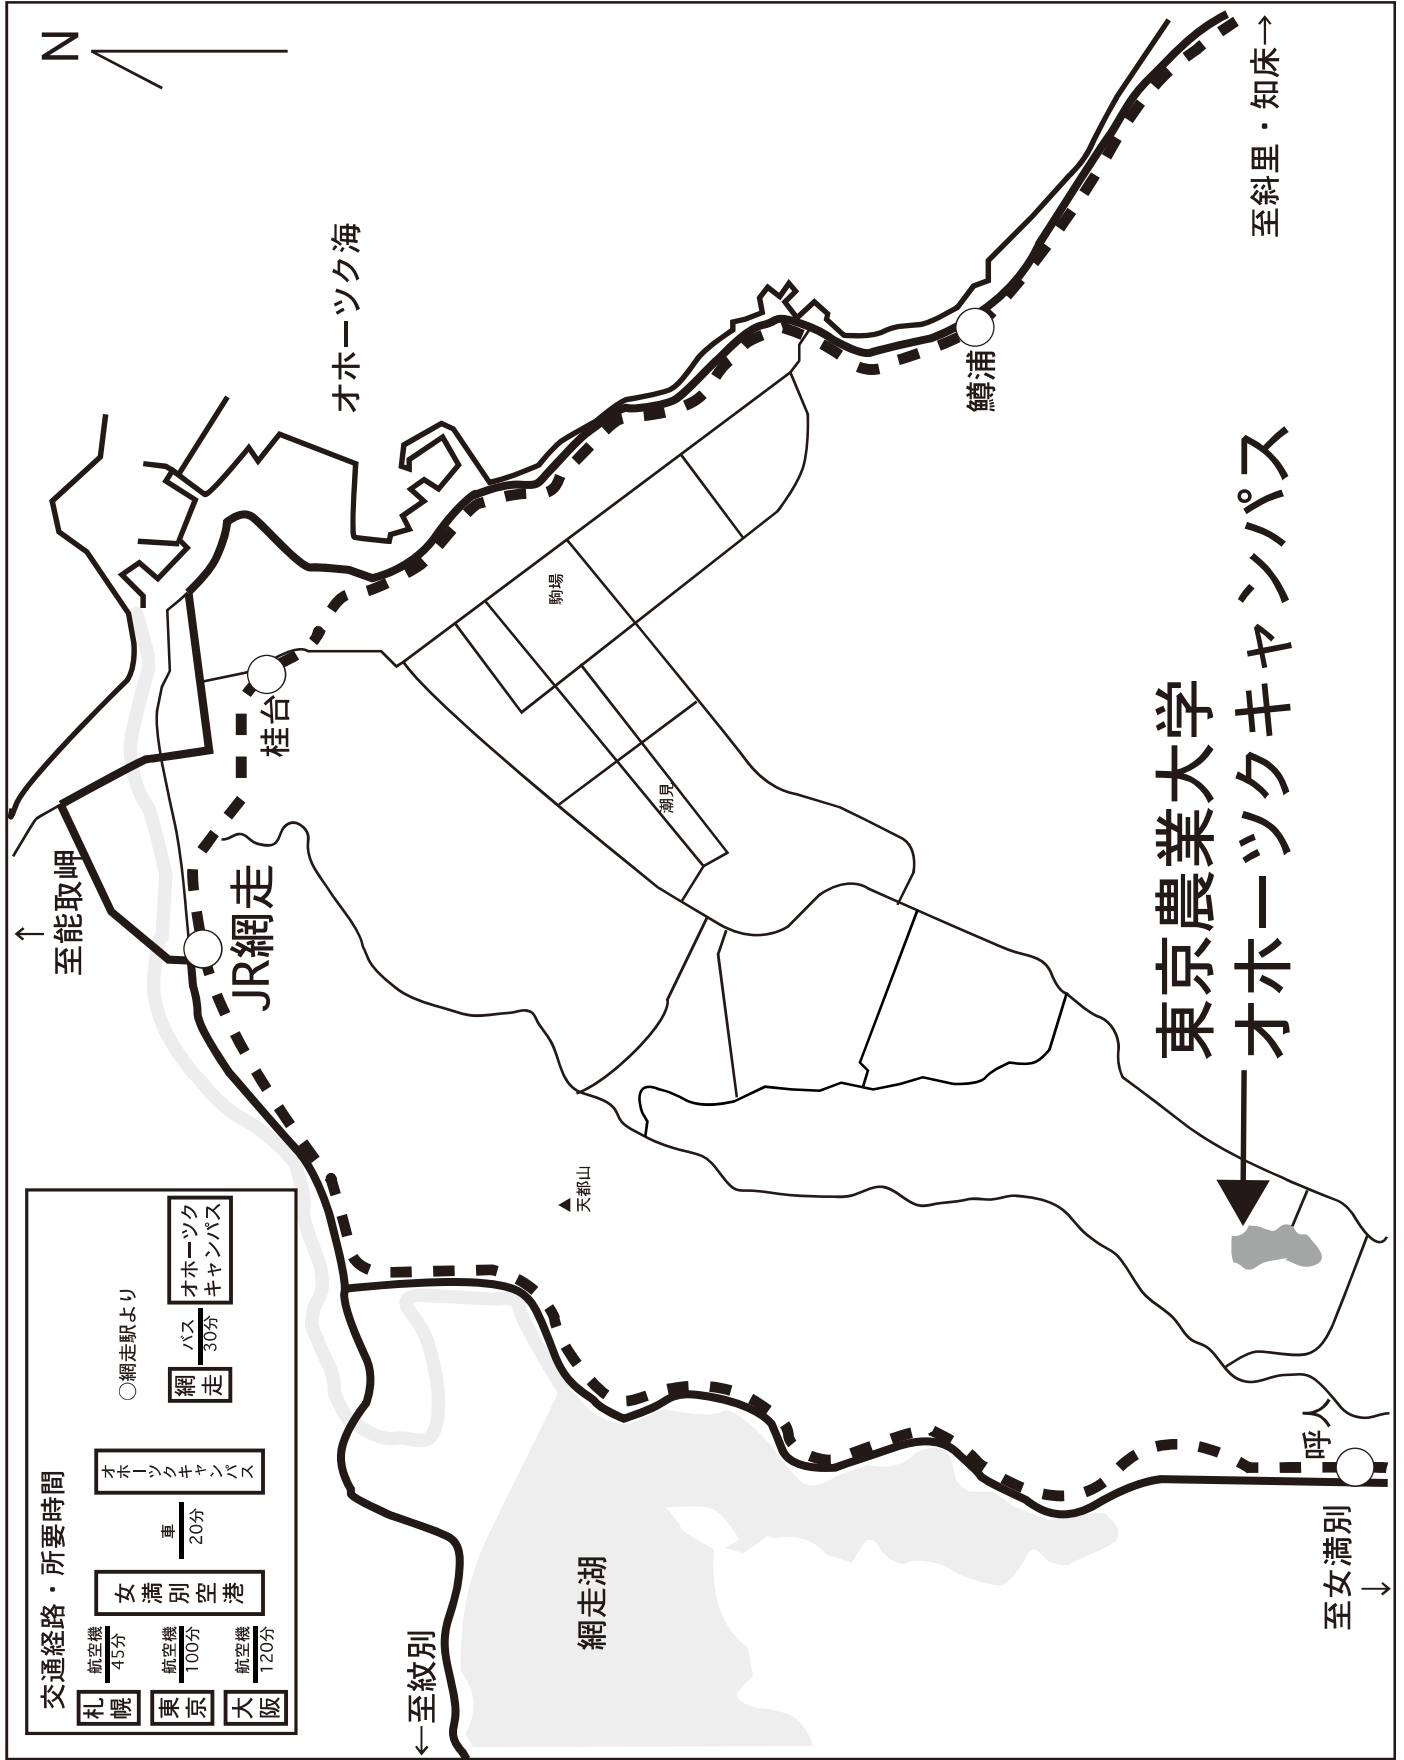 N
オホーツク海
至斜里・知床→
鱒浦
桂台
駒場
潮見
至能取岬→
JR網走
東京農業大学
オホーツクキャンパス
天都山
呼人
網走湖
←至紋別
←至女満別
交通経路・所要時間
札幌
航空機
45分
東京
航空機
100分
大阪
航空機
120分
女満別空港
車
20分
オホーツクキャンパス
○網走駅より
網走
バス
30分
オホーツク
キャンパス